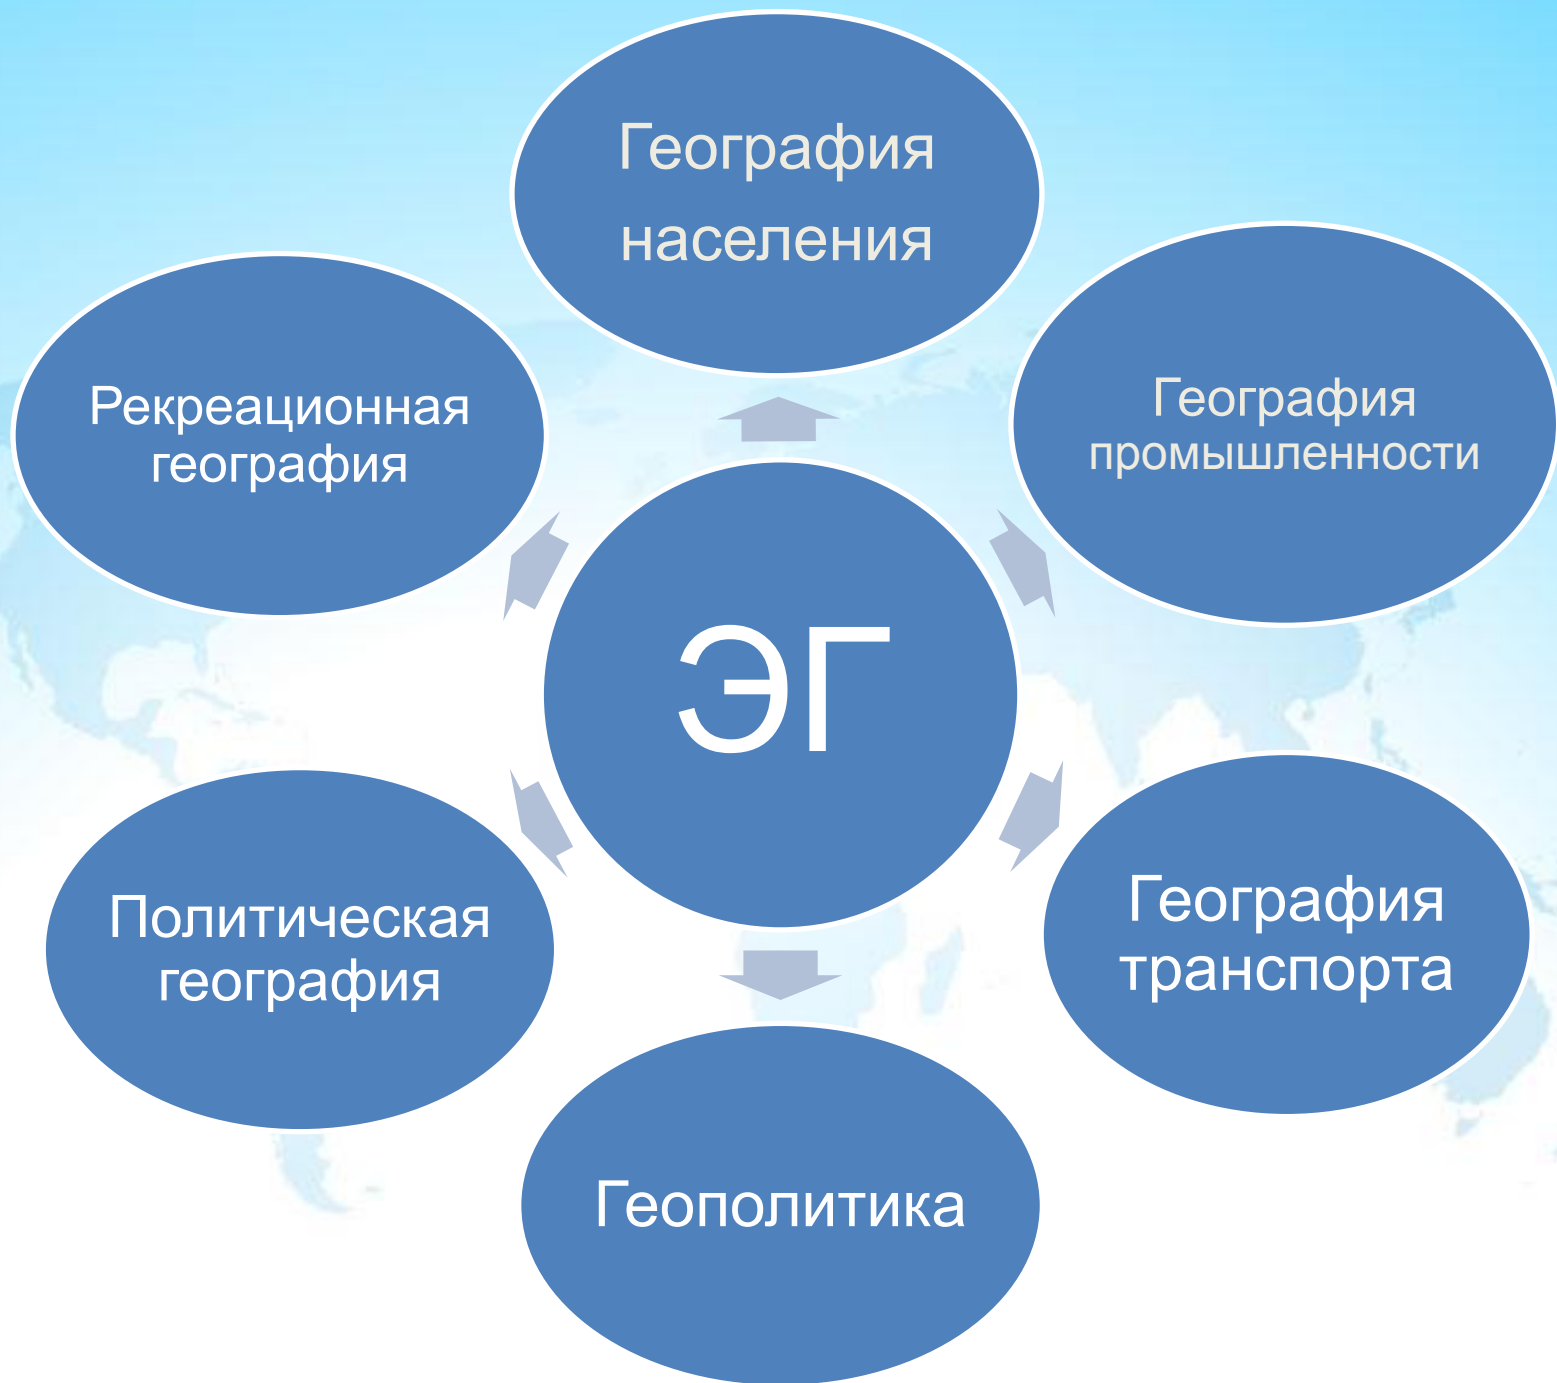 География
населения
Рекреационная
география
География
промышленности
ЭГ
Политическая
география
География
транспорта
Геополитика